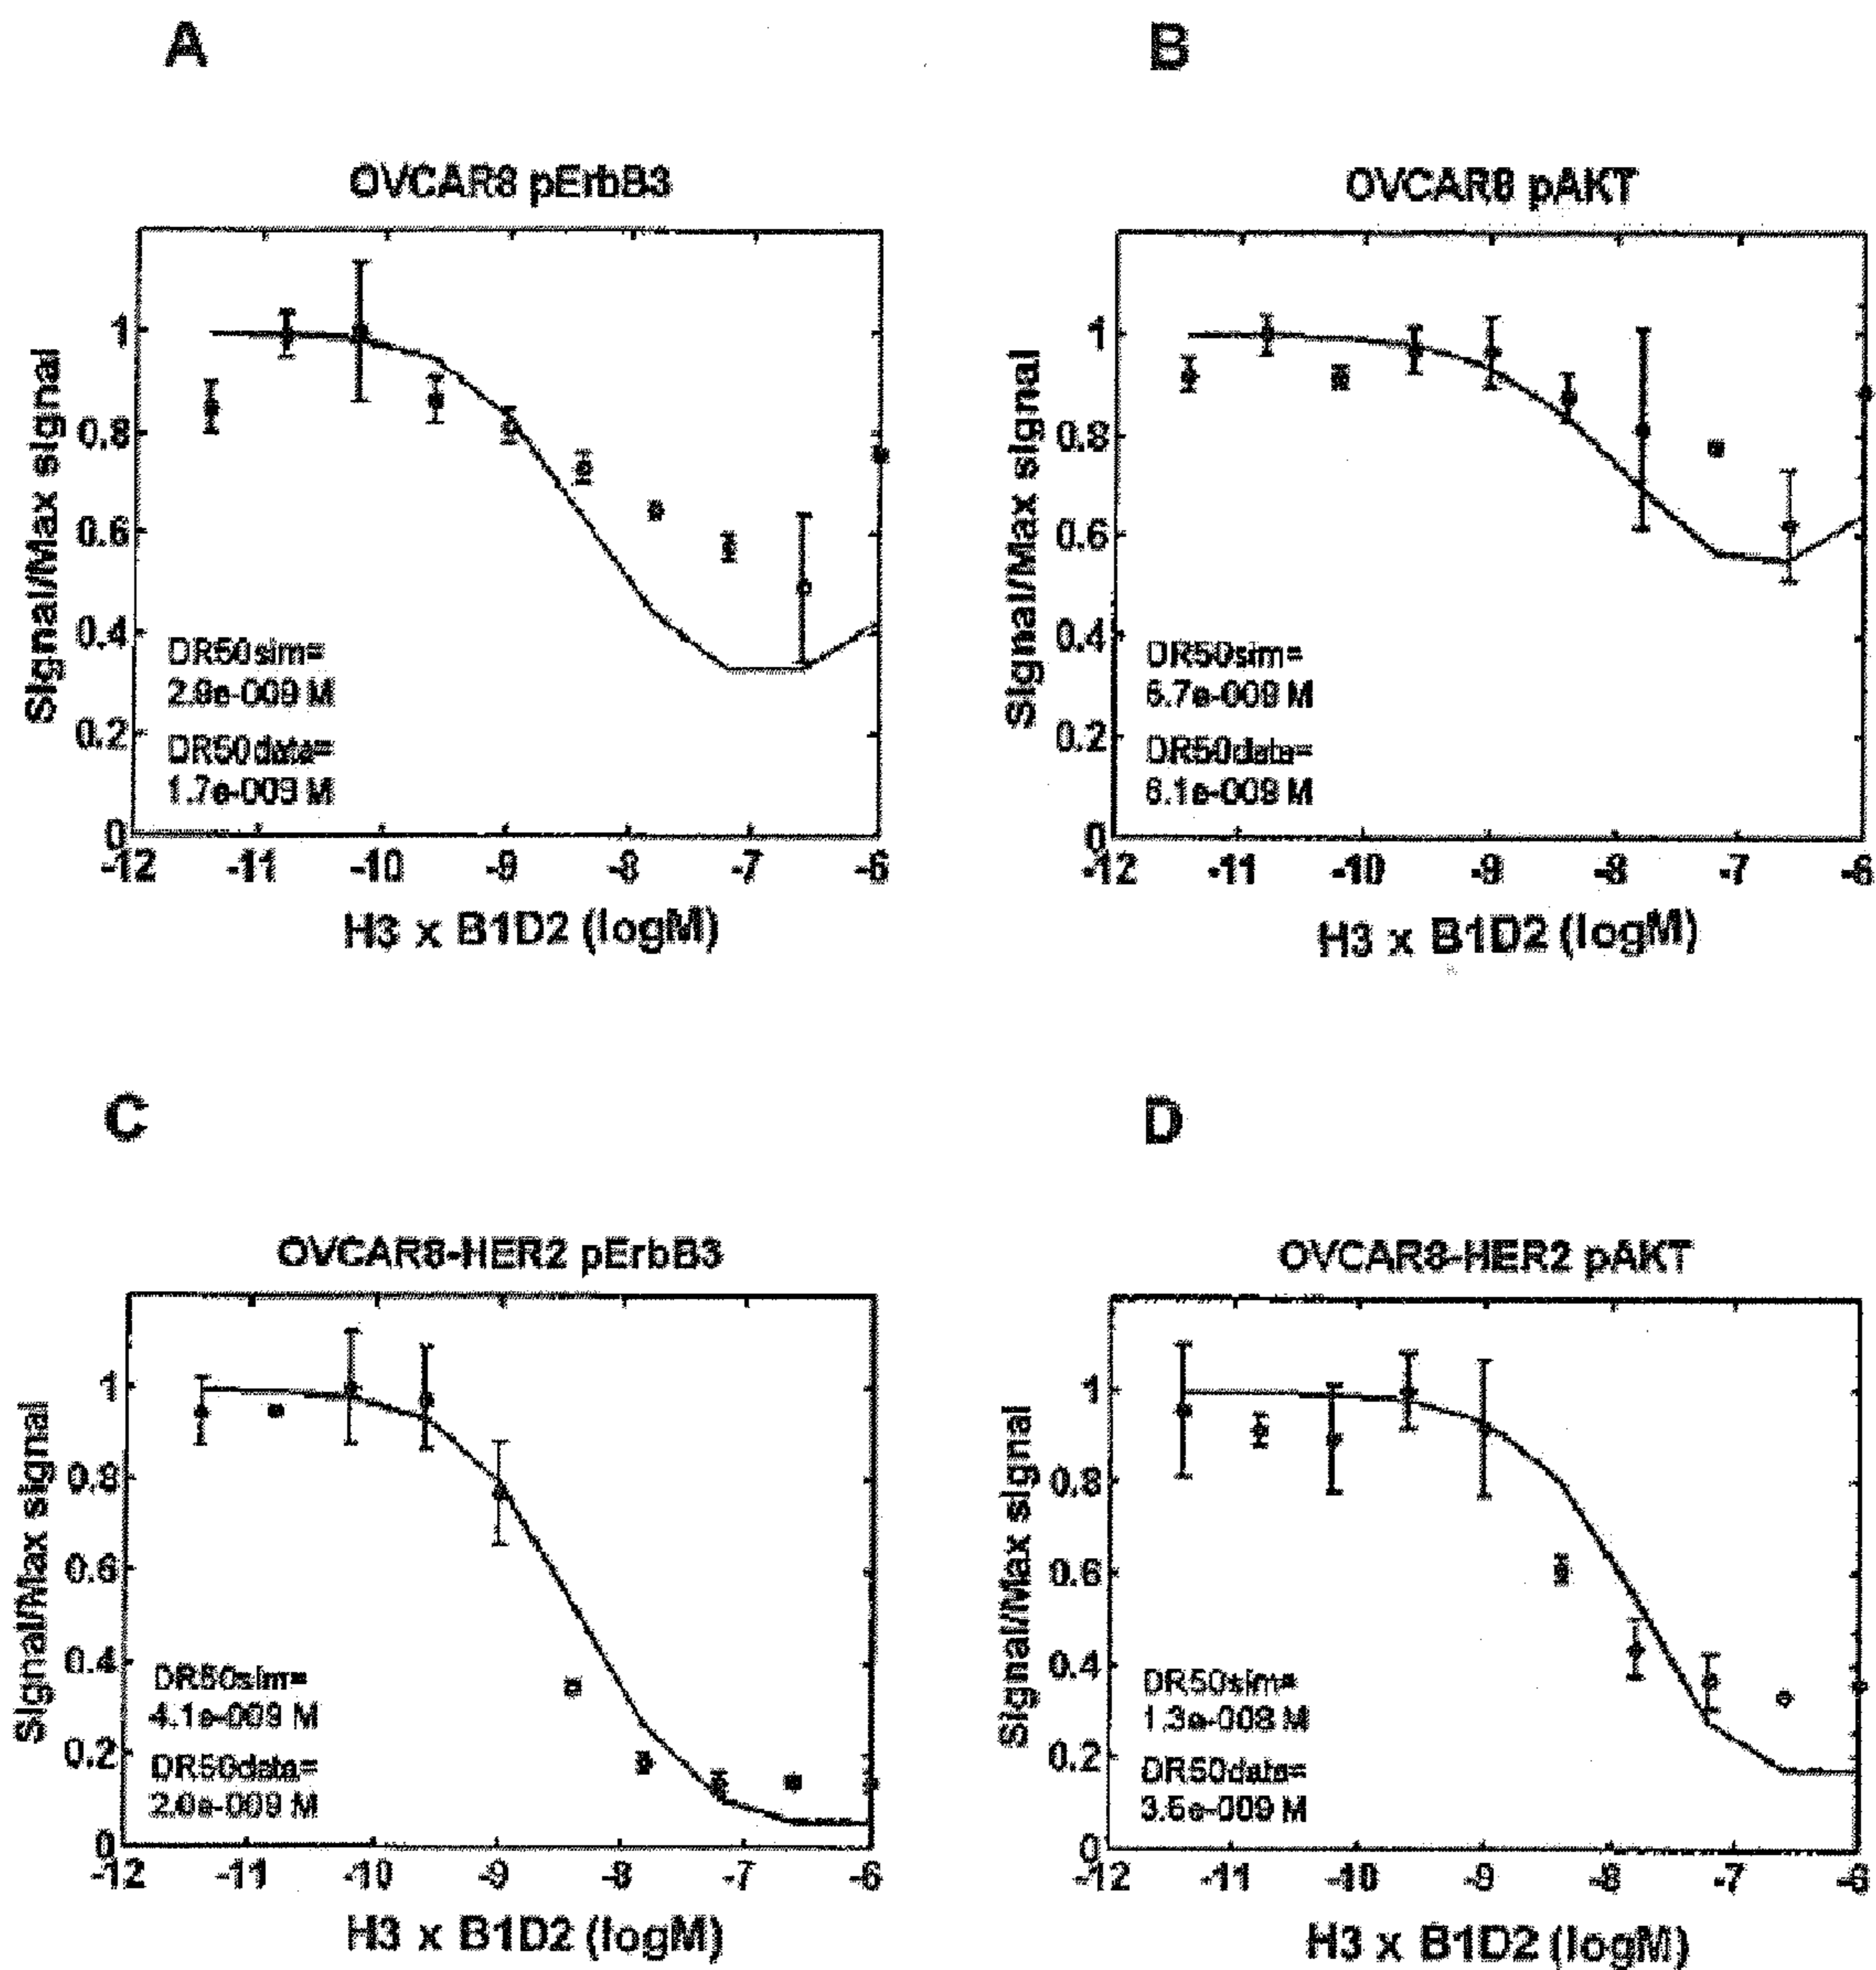 A
OVCAR8 pErbB3
Signal/Max signal
1
0.8
0.6
0.4
0.2
0
DR50sim=
2.9e-009 M
DR50data=
1.7e-009 M
-12 -11 -10 -9 -8 -7 -6
H3 x B1D2 (logM)
B
OVCAR8 pAKT
Signal/Max signal
1
0.8
0.6
0.4
0.2
0
DR50sim=
6.7e-009 M
DR50data=
6.1e-009 M
-12 -11 -10 -9 -8 -7 -6
H3 x B1D2 (logM)
C
OVCAR8-HER2 pErbB3
Signal/Max signal
1
0.8
0.6
0.4
0.2
0
DR50sim=
4.1e-009 M
DR50data=
2.0e-009 M
-12 -11 -10 -9 -8 -7 -6
H3 x B1D2 (logM)
D
OVCAR8-HER2 pAKT
Signal/Max signal
1
0.8
0.6
0.4
0.2
0
DR50sim=
1.3e-008 M
DR50data=
3.5e-009 M
-12 -11 -10 -9 -8 -7 -6
H3 x B1D2 (logM)